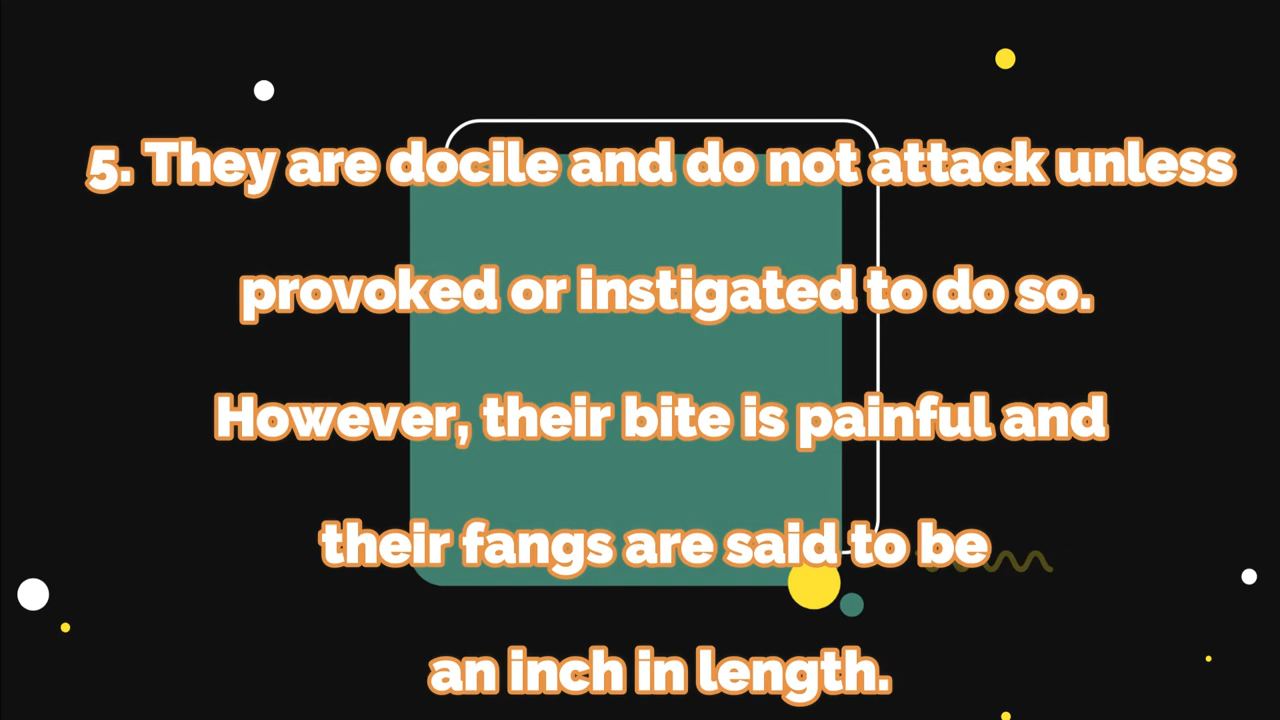 5. They are docile and do not attack unless
provoked or instigated to do so.
However, their bite is painful and
their fangs are said to be
an inch in length.